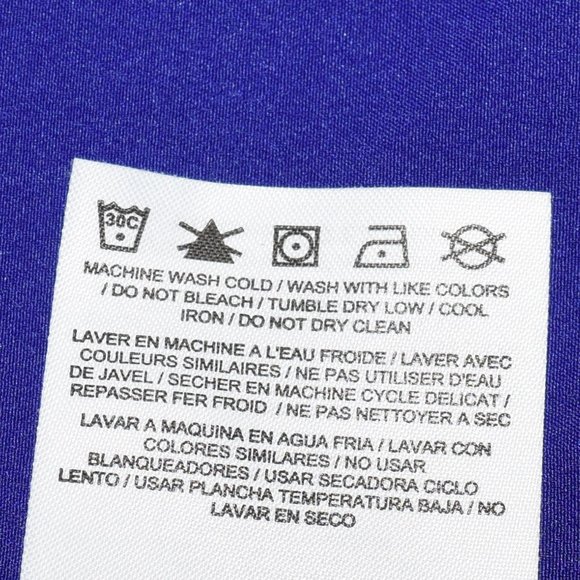 30C
MACHINE WASH COLD / WASH WITH LIKE COLORS
/ DO NOT BLEACH / TUMBLE DRY LOW / COOL
IRON / DO NOT DRY CLEAN
LAVER EN MACHINE A L'EAU FROIDE / LAVER AVEC
COULEURS SIMILAIRES / NE PAS UTILISER D'EAU
DE JAVEL / SECHER EN MACHINE CYCLE DELICAT /
REPASSER FER FROID / NE PAS NETTOYER A SEC
LAVAR A MAQUINA EN AGUA FRIA / LAVAR CON
COLORES SIMILARES / NO USAR
BLANQUEADORES / USAR SECADORA CICLO
LENTO / USAR PLANCHA TEMPERATURA BAJA / NO
LAVAR EN SECO